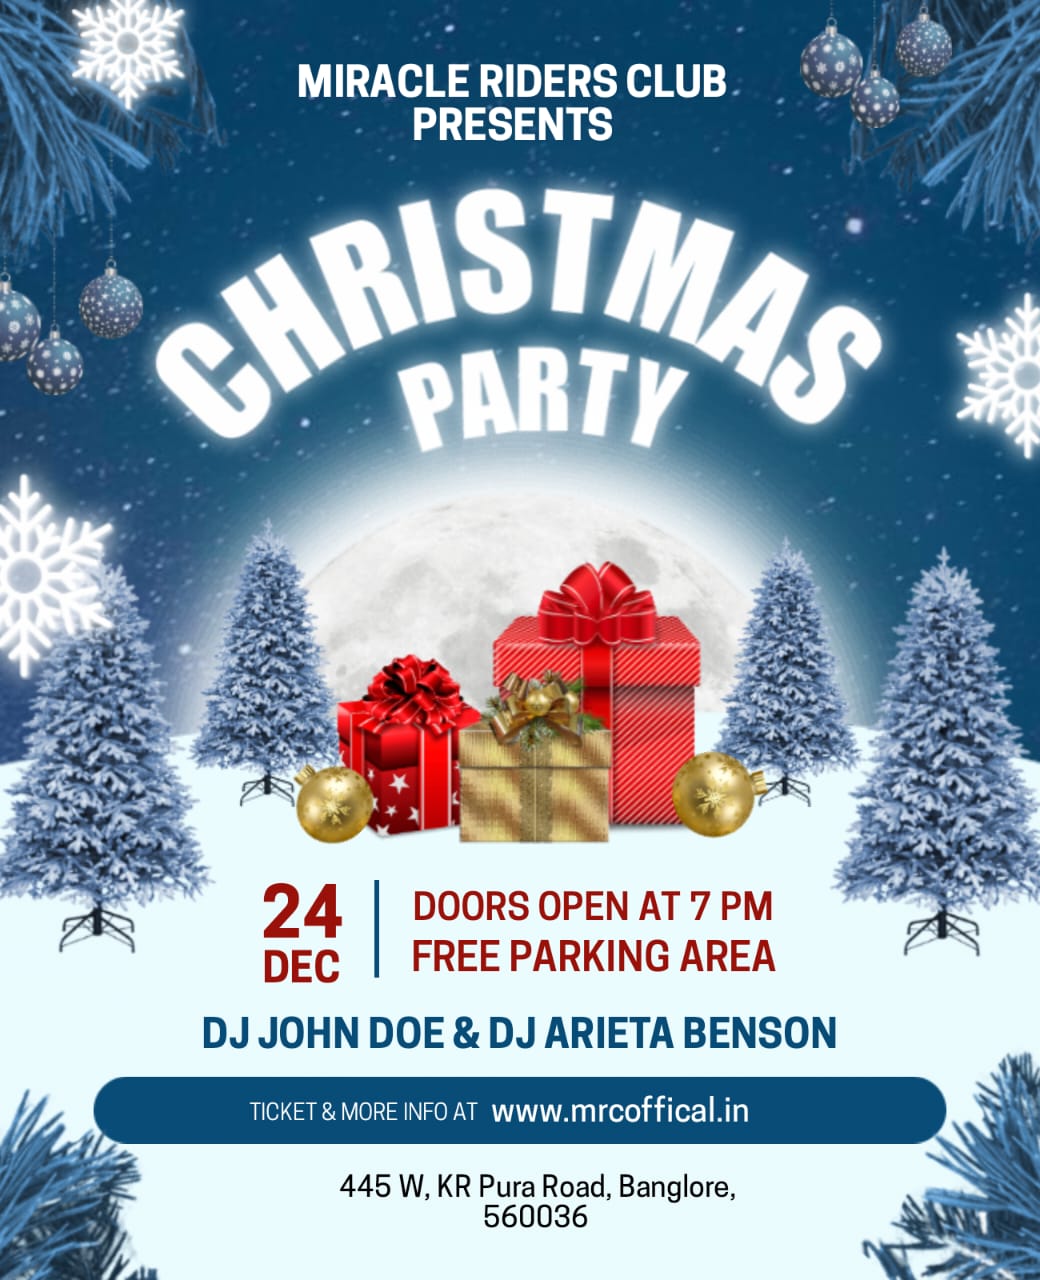 MIRACLE RIDERS CLUB
PRESENTS
CHRISTMAS
PARTY
24
DEC
DOORS OPEN AT 7 PM
FREE PARKING AREA
DJ JOHN DOE & DJ ARIETA BENSON
TICKET & MORE INFO AT www.mrcoffical.in
445 W, KR Pura Road, Banglore,
560036